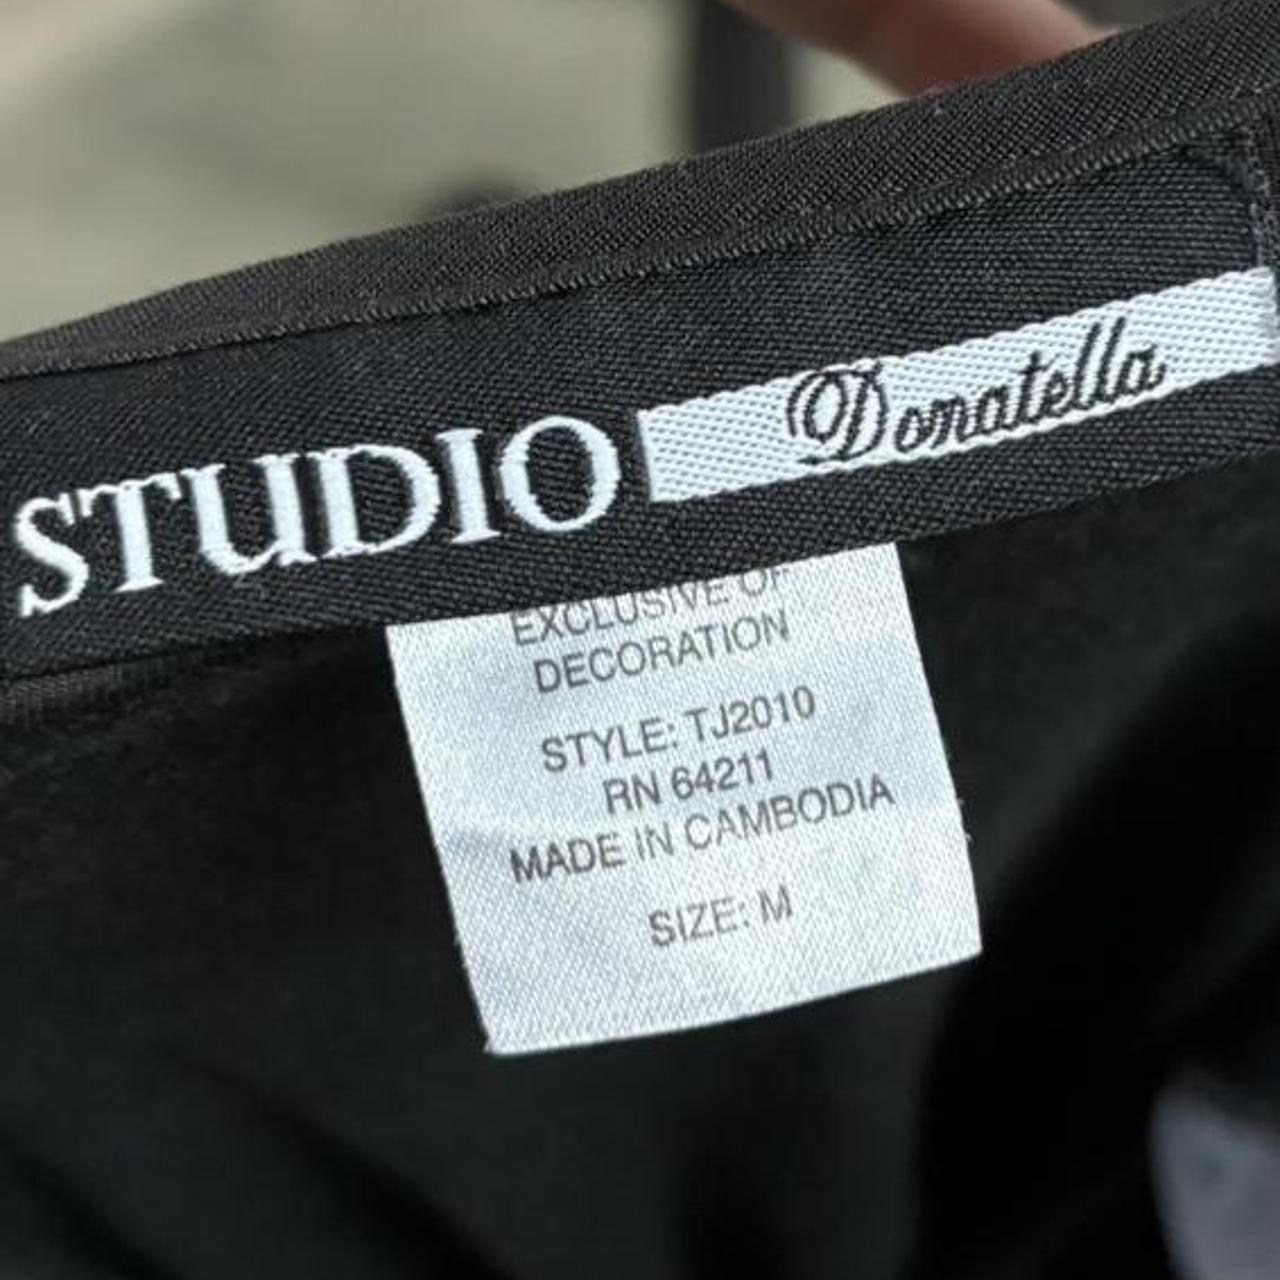 STUDIO Donatella
EXCLUSIVE OF
DECORATION
STYLE: TJ2010
RN 64211
MADE IN CAMBODIA
SIZE: M